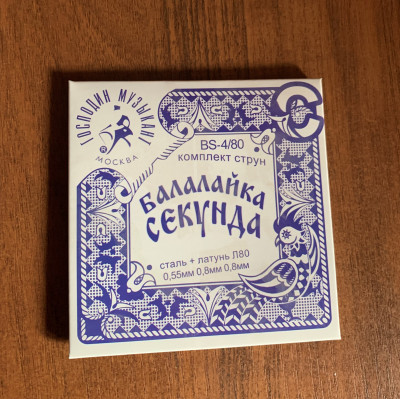 ГОСПОДИН МУЗЫКАНТ
®
МОСКВА
BS-4/80
комплект струн
БАЛАЛАЙКА
СЕКУНДА
сталь + латунь Л80
0,55мм 0,8мм 0,8мм